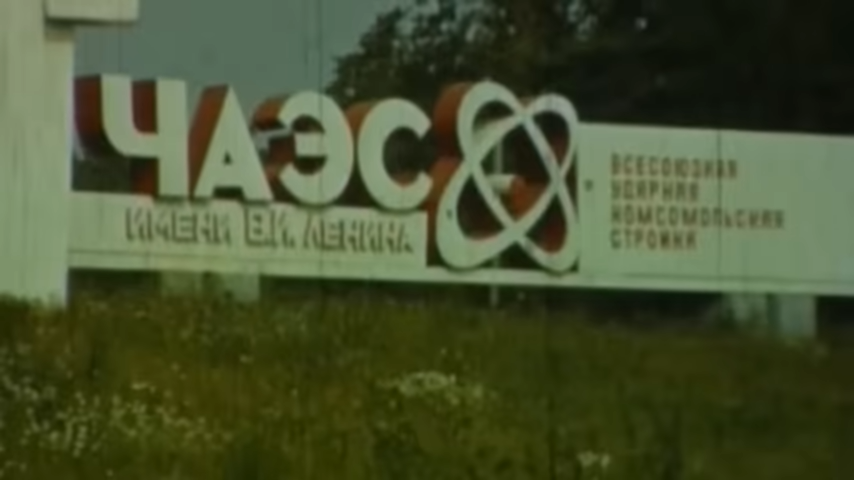 ЧАЭС
ИМЕНИ В.И. ЛЕНИНА
ВСЕСОЮЗНАЯ
УДАРНАЯ
КОМСОМОЛЬСКАЯ
СТРОЙКА